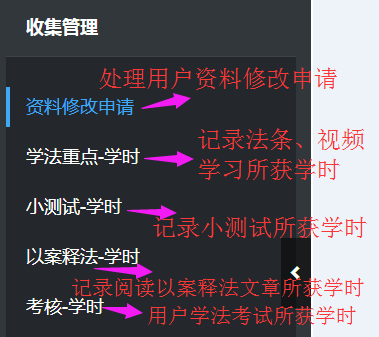 收集管理
处理用户资料修改申请
资料修改申请
记录法条、视频
学法重点-学时
学习所获学时
小测试-学时
记录小测试所获学时
以案释法-学时
记录阅读以案释法文章所获学时
考核-学时
用户学法考试所获学时